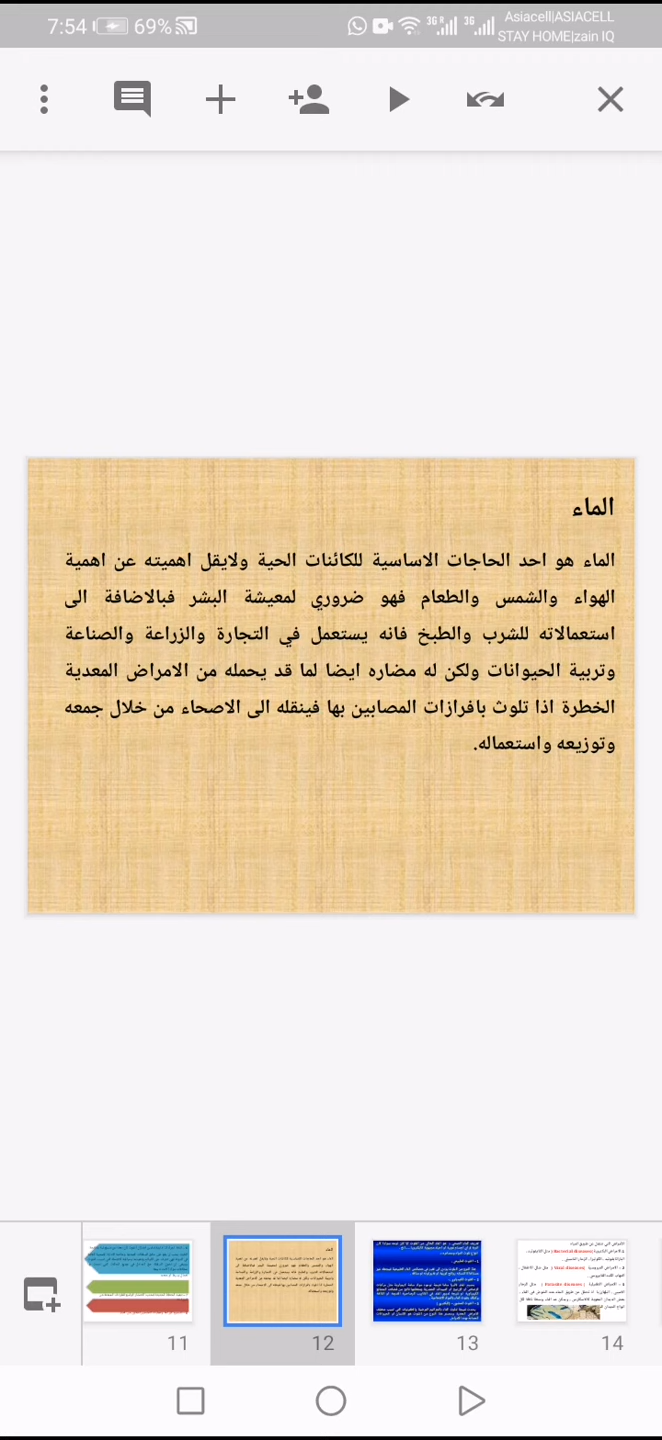 7:54
69%
Asiacell|ASIACELL
3G R
3G
STAY HOME|zain IQ
الماء
الماء هو احد الحاجات الاساسية للكائنات الحية ولايقل اهميته عن اهمية
الهواء والشمس والطعام فهو ضروري لمعيشة البشر فبالاضافة الى
استعمالاته للشرب والطبخ فانه يستعمل في التجارة والزراعة والصناعة
وتربية الحيوانات ولكن له مضاره ايضا لما قد يحمله من الامراض المعدية
الخطرة اذا تلوث بافرازات المصابين بها فينقله الى الاصحاء من خلال جمعه
وتوزيعه واستعماله.
11
12
13
14